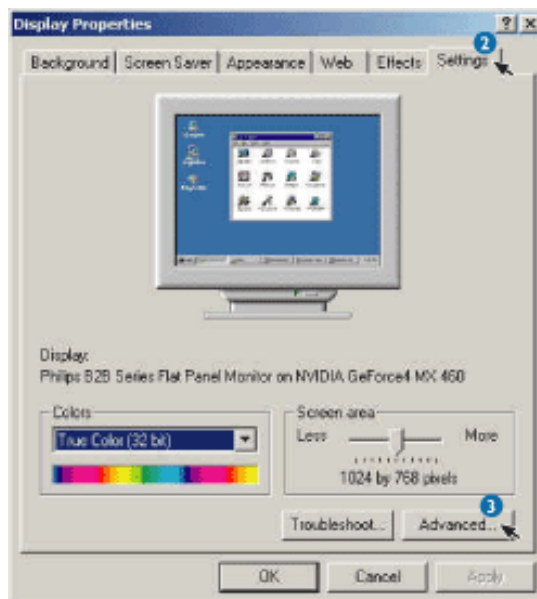 Display Properties
2
Background Screen Saver Appearance Web Effects Settings
Display:
Philips B2B Series Flat Panel Monitor on NVIDIA GeForce4 MX 460
Colors
True Color (32 bit)
Screen area
Less More
1024 by 768 pixels
3
Troubleshoot... Advanced...
OK Cancel Apply